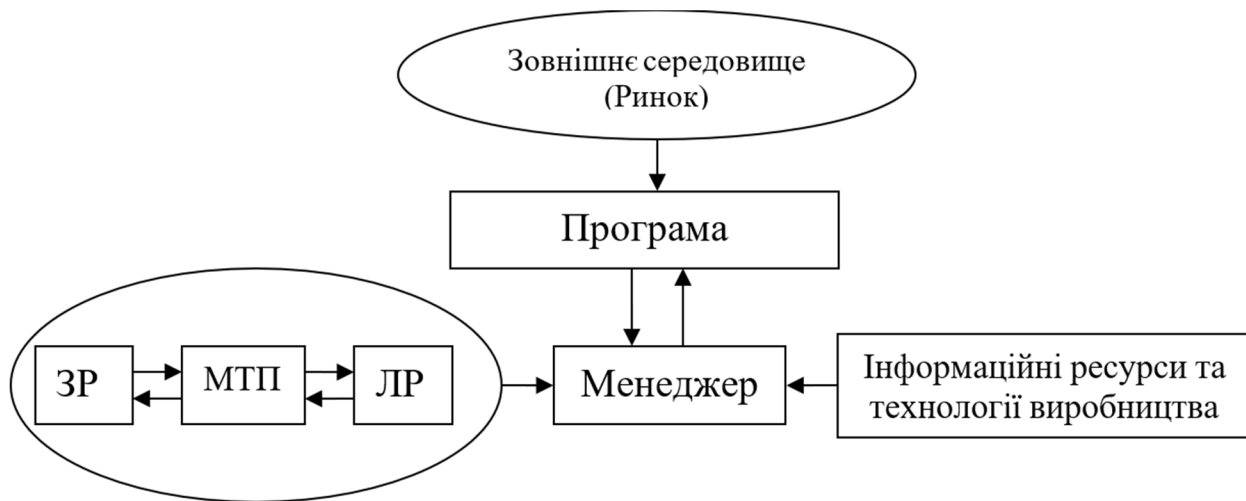 Зовнішнє середовище
(Ринок)
Програма
ЗР
МТП
ЛР
Менеджер
Інформаційні ресурси та
технології виробництва